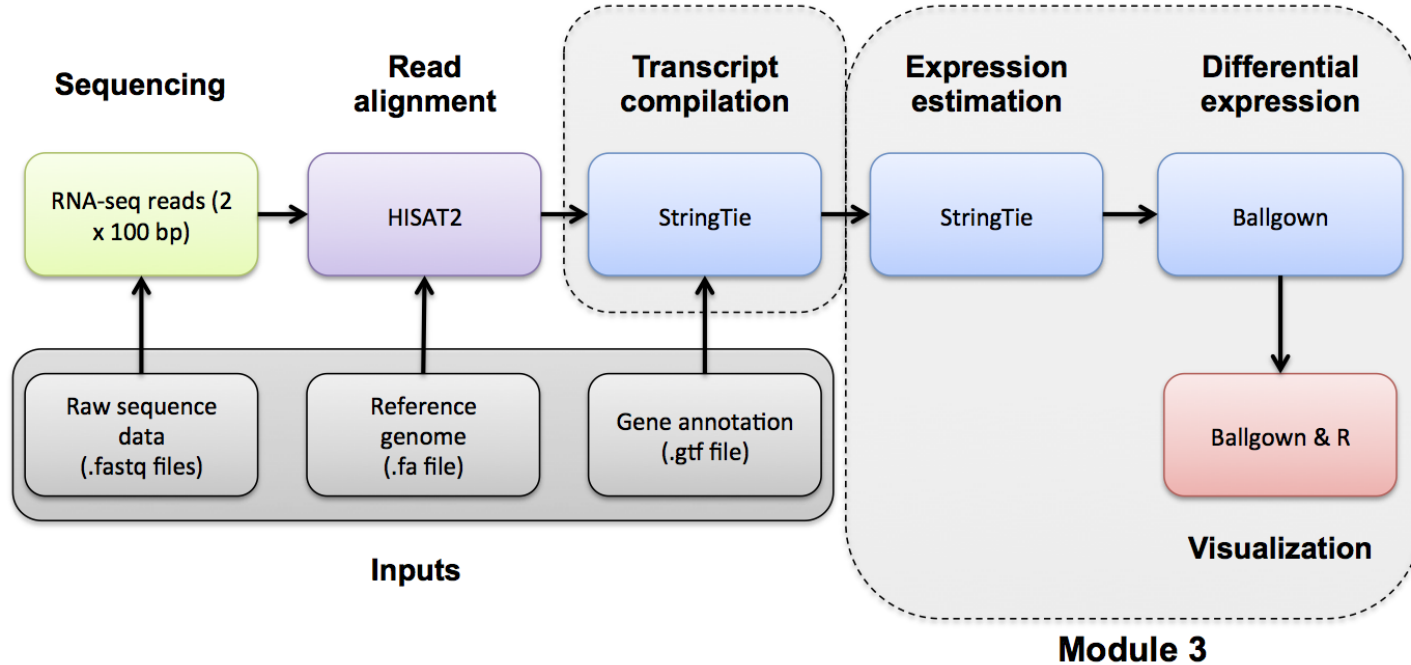 Sequencing
Read
alignment
Transcript
compilation
Expression
estimation
Differential
expression
RNA-seq reads (2
x 100 bp)
HISAT2
StringTie
StringTie
Ballgown
Raw sequence
data
(.fastq files)
Reference
genome
(.fa file)
Gene annotation
(.gtf file)
Ballgown & R
Inputs
Visualization
Module 3